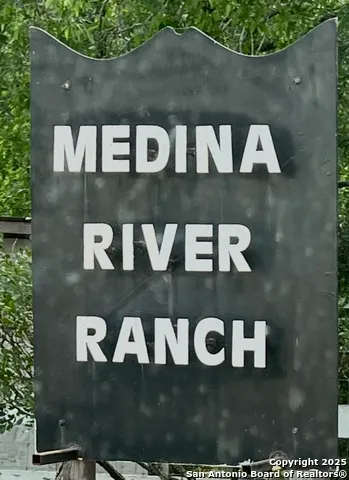 MEDINA
RIVER
RANCH
Copyright 2025
San Antonio Board of Realtors®